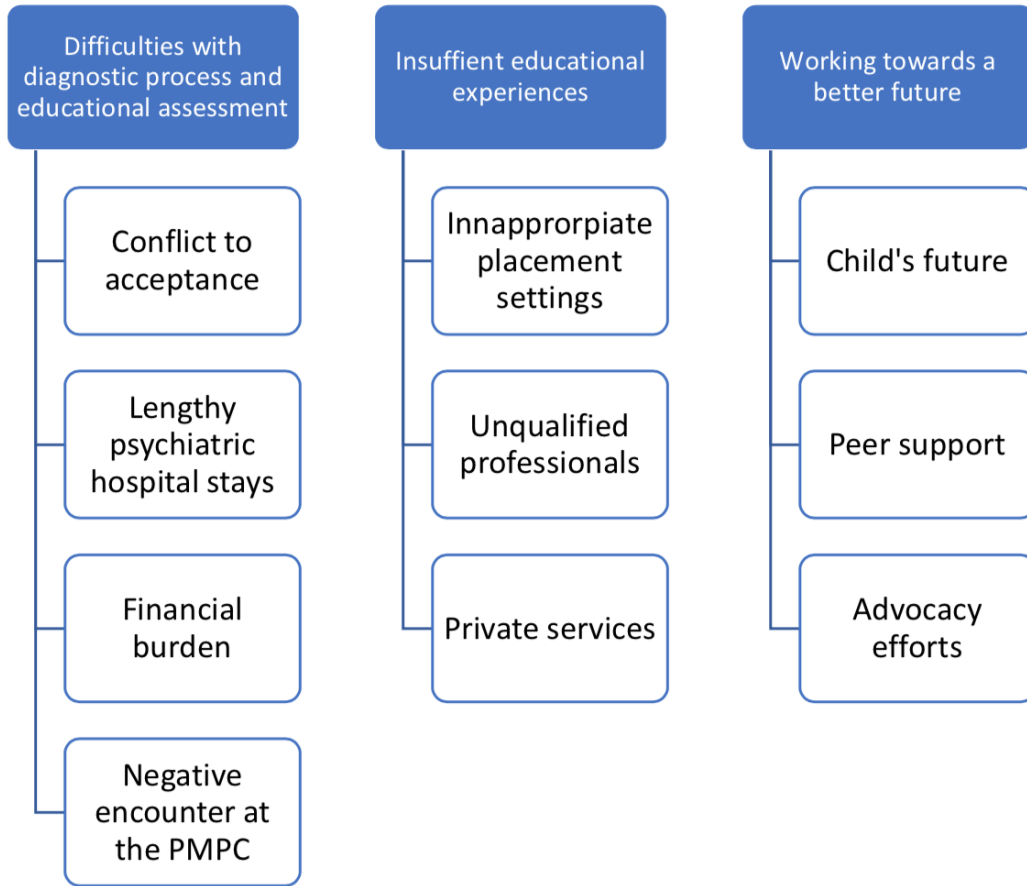 Difficulties with
diagnostic process and
educational assessment
Conflict to
acceptance
Lengthy
psychiatric
hospital stays
Financial
burden
Negative
encounter at
the PMPC
Insuffient educational
experiences
Innapprorpiate
placement
settings
Unqualified
professionals
Private services
Working towards a
better future
Child's future
Peer support
Advocacy
efforts